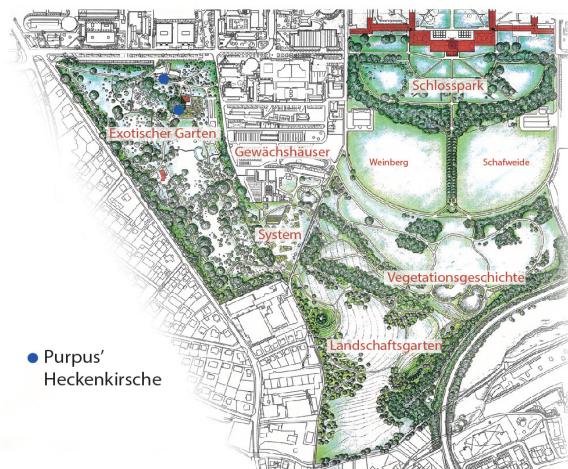 Schlosspark
Exotischer Garten
Gewächshäuser
Weinberg
Schafweide
System
Vegetationsgeschichte
Landschaftsgarten
Purpus’
Heckenkirsche